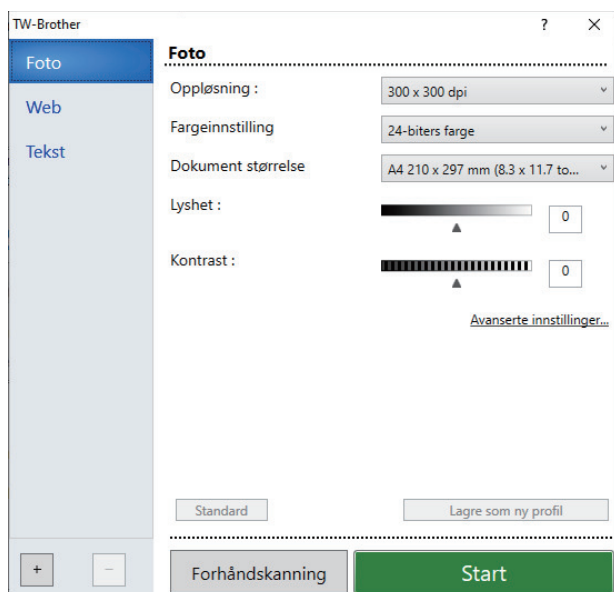 TW-Brother ? ✕
Foto
Web
Tekst
Foto
Oppløsning : 300 x 300 dpi
Fargeinnstilling 24-biters farge
Dokument størrelse A4 210 x 297 mm (8.3 x 11.7 to...
Lyshet : 0
Kontrast : 0
Avanserte innstillinger...
Standard Lagre som ny profil
+ − Forhåndskanning Start